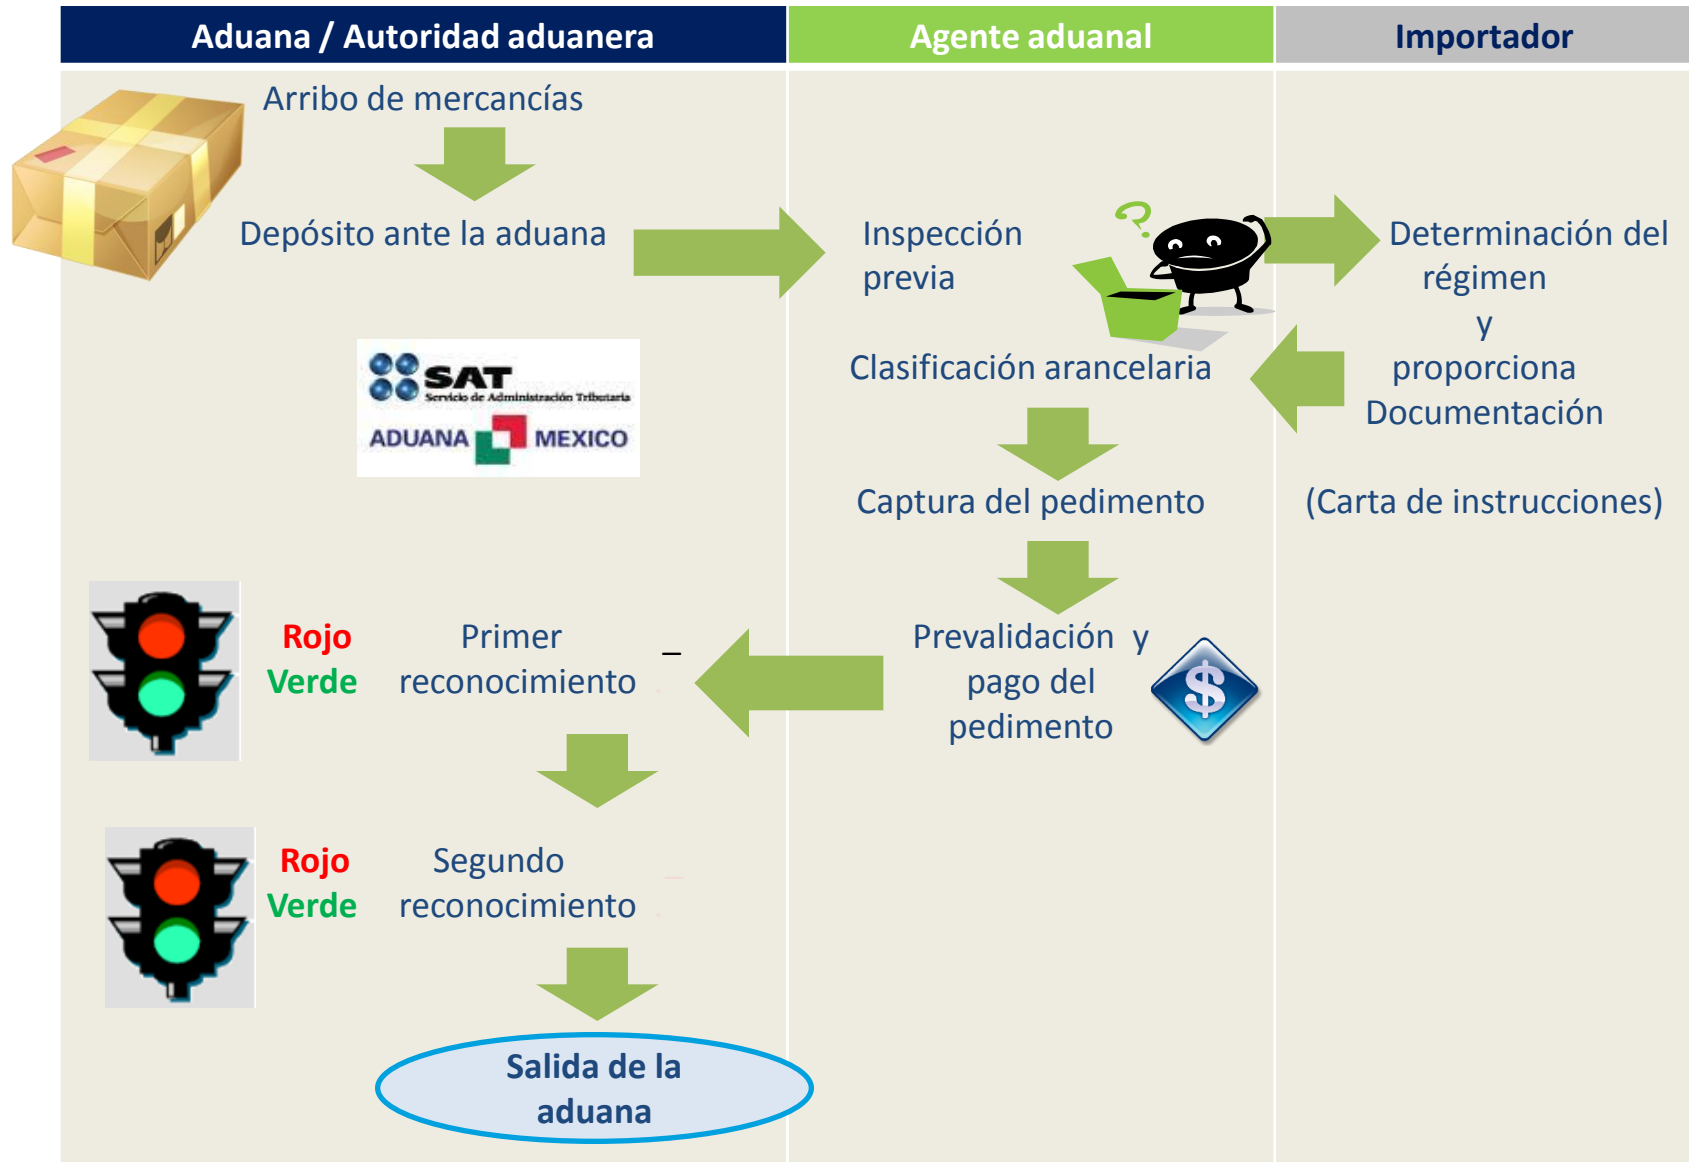 Aduana / Autoridad aduanera
Agente aduanal
Importador
Arribo de mercancías
Depósito ante la aduana
Inspección
previa
Determinación del
régimen
y
proporciona
Documentación
(Carta de instrucciones)
SAT
Servicio de Administración Tributaria
ADUANA MEXICO
Clasificación arancelaria
Captura del pedimento
Prevalidación y
pago del
pedimento
$
?
Rojo
Verde
Primer
reconocimiento
Rojo
Verde
Segundo
reconocimiento
Salida de la
aduana